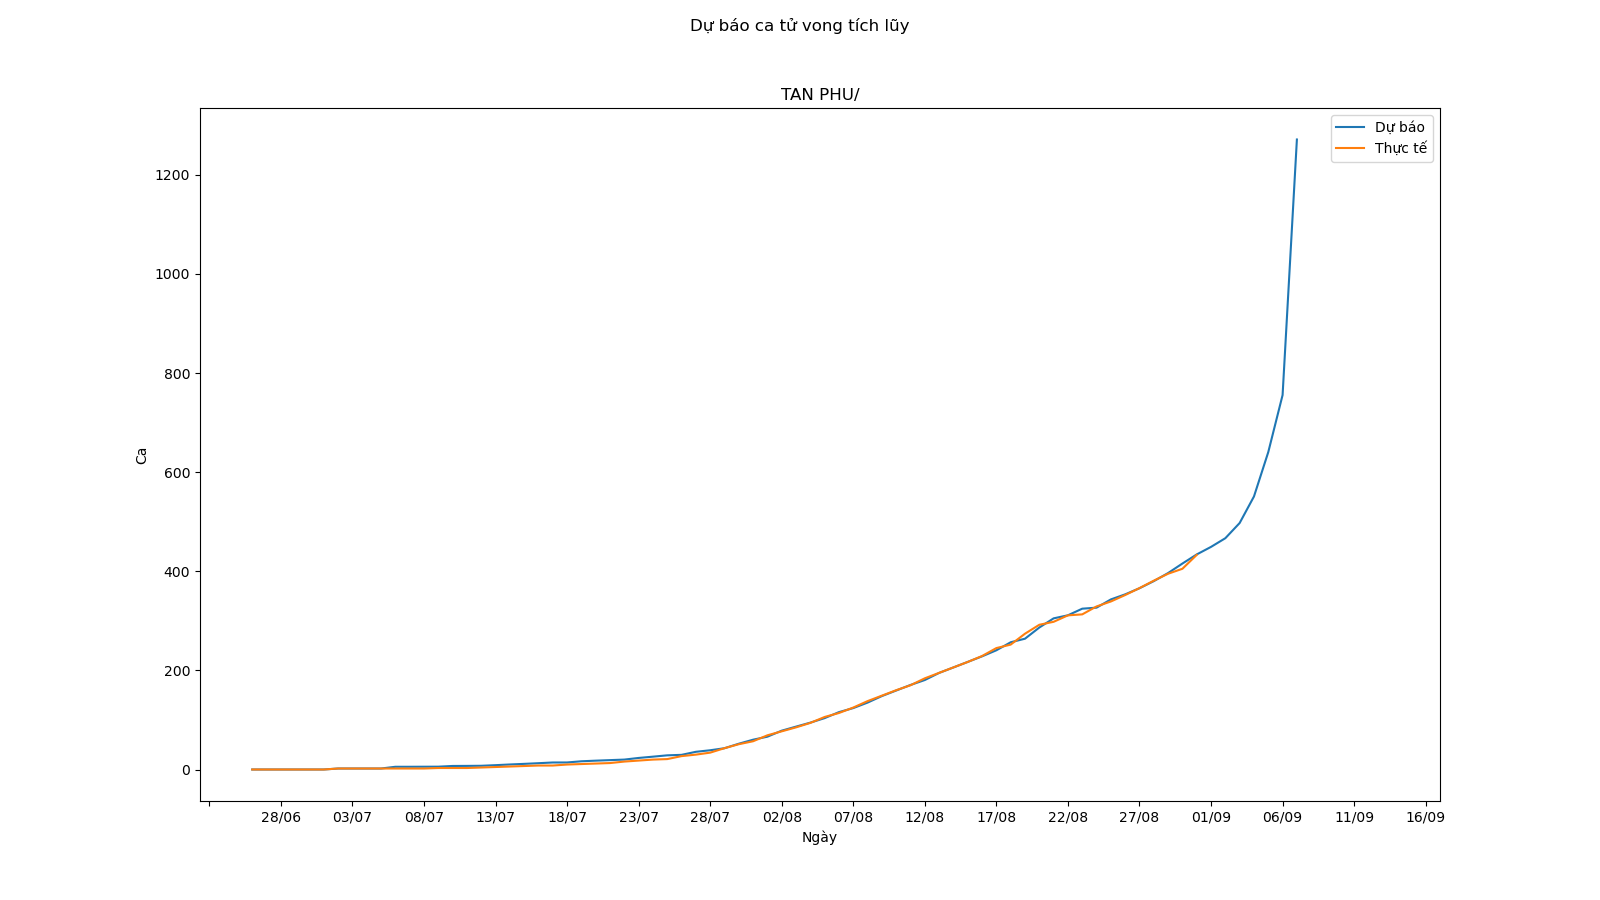 Dự báo ca tử vong tích lũy
TAN PHU/
Dự báo
Thực tế
1200
1000
800
600
400
200
0
Ca
28/06 03/07 08/07 13/07 18/07 23/07 28/07 02/08 07/08 12/08 17/08 22/08 27/08 01/09 06/09 11/09 16/09
Ngày